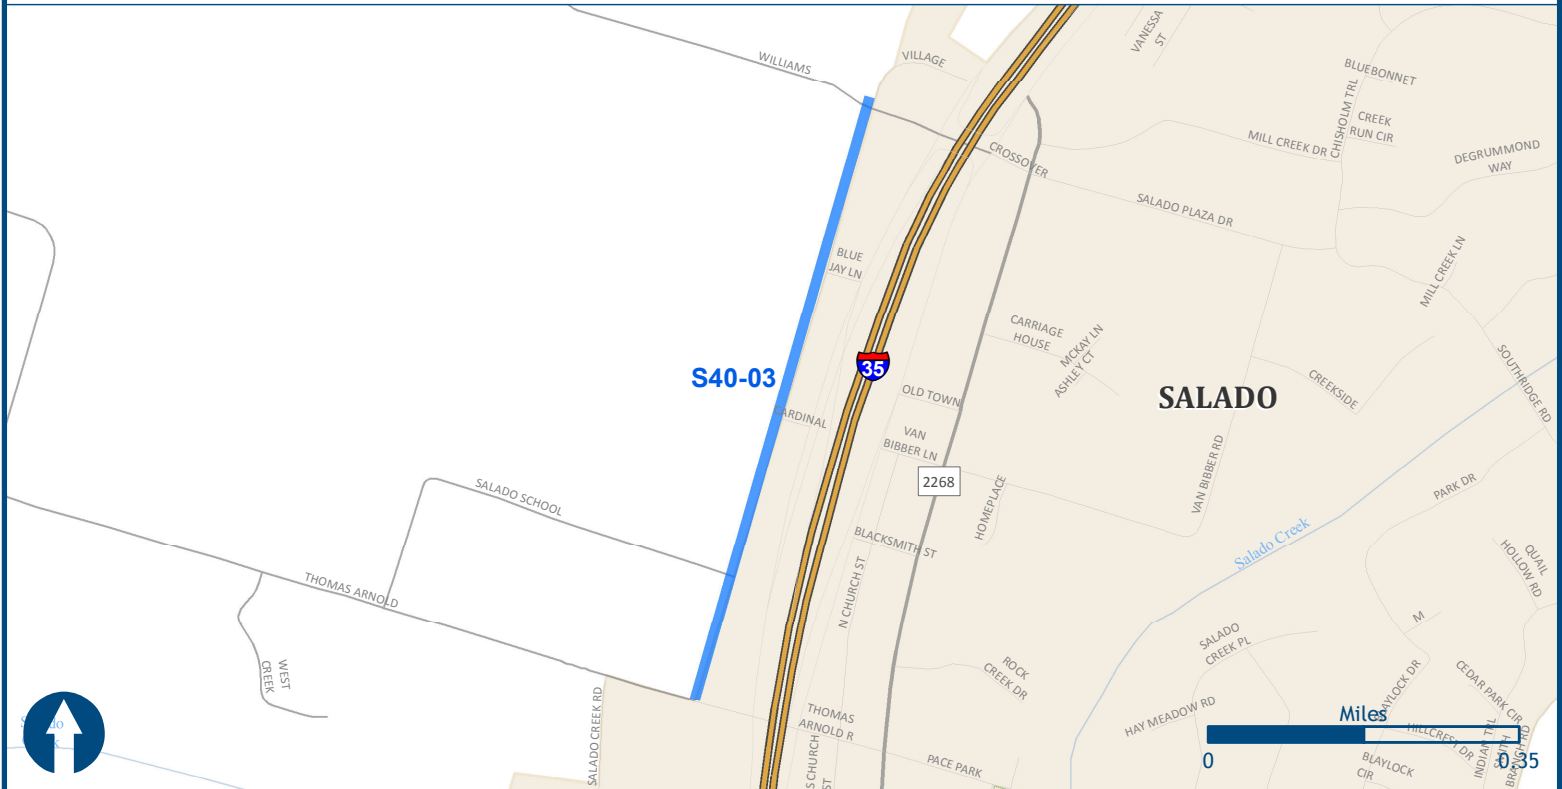 VANESSA
ST
WILLIAMS
VILLAGE
BLUEBONNET
CHISHOLM TRL
CREEK
RUN CIR
MILL CREEK DR
DEGRUMMOND
WAY
CROSSOVER
SALADO PLAZA DR
BLUE
JAY LN
MILL CREEK LN
CARRIAGE
HOUSE
MCKAY LN
ASHLEY CT
35
S40-03
SALADO
CREEKSIDE
SOUTHRIDGE RD
OLD TOWN
CARDINAL
VAN
BIBBER LN
VAN BIBBER RD
2268
HOMEPLACE
PARK DR
SALADO SCHOOL
BLACKSMITH ST
Salado Creek
QUAIL
HOLLOW RD
THOMAS ARNOLD
N CHURCH ST
M
SALADO
CREEK PL
WEST
CREEK
ROCK
CREEK DR
BLAYLOCK DR
CEDAR PARK CIR
SALADO CREEK RD
THOMAS
ARNOLD R
HAY MEADOW RD
Miles
HILLCREST DR
INDIAN TRL
SMITH
BRANCH RD
S CHURCH
ST
PACE PARK
BLAYLOCK
CIR
0
0.35